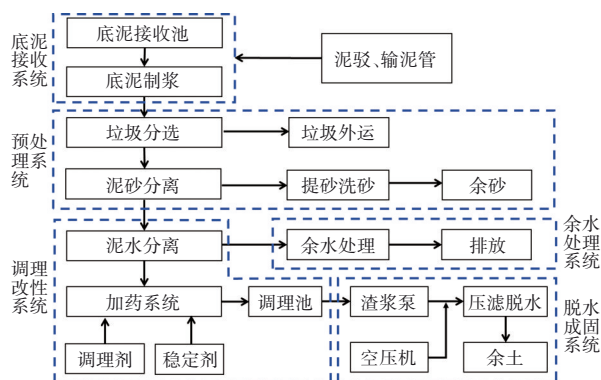 底泥
接收
系统
底泥接收池
底泥制浆
泥驳、输泥管
预处
理系
统
垃圾分选
垃圾外运
泥砂分离
提砂洗砂
余砂
调理
改性
系统
泥水分离
余水处理
排放
余水
处理
系统
加药系统
调理池
调理剂
稳定剂
渣浆泵
压滤脱水
空压机
余土
脱水
成固
系统